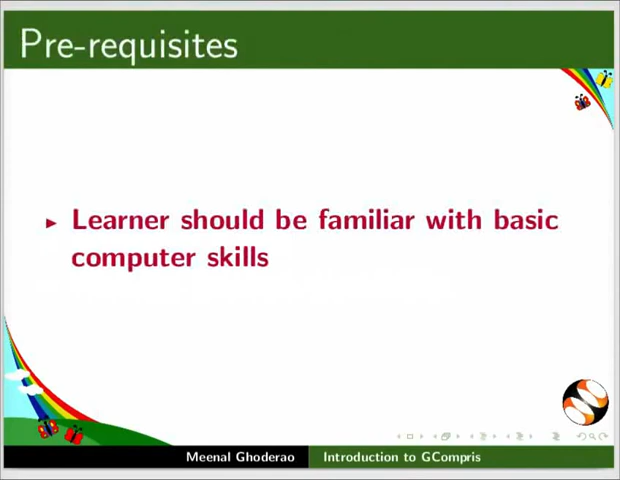 Pre-requisites
Learner should be familiar with basic
computer skills
Meenal Ghoderao
Introduction to GCompris